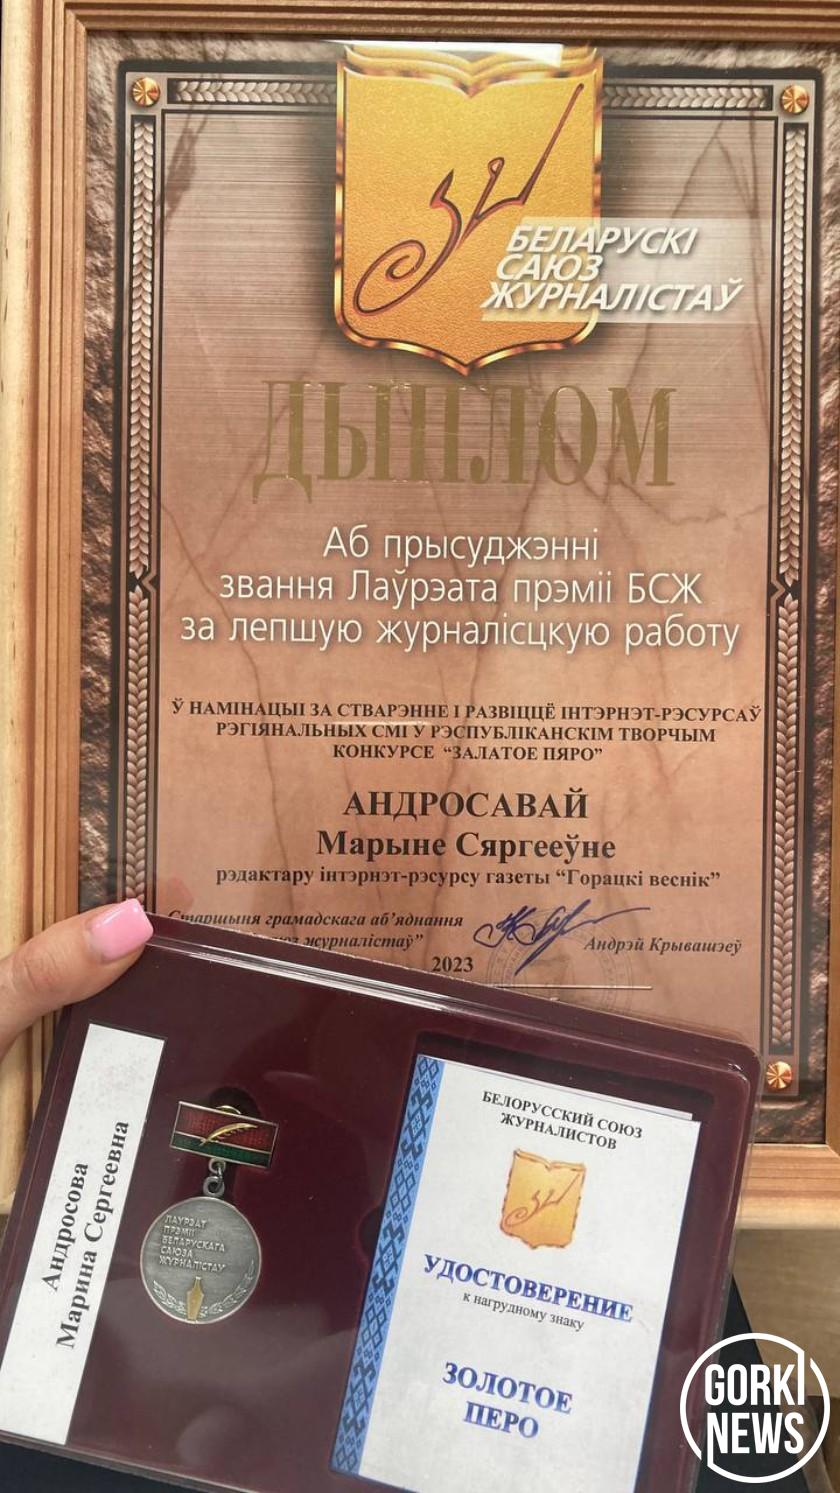 БЕЛАРУСКІ
САЮЗ
ЖУРНАЛІСТАЎ
ДЫПЛОМ
Аб прысуджэнні
звання Лаўрэата прэміі БСЖ
за лепшую журналісцкую работу
Ў НАМІНАЦЫІ ЗА СТВАРЭННЕ І РАЗВІЦЦЁ ІНТЭРНЭТ-РЭСУРСАЎ
РЭГІЯНАЛЬНЫХ СМІ Ў РЭСПУБЛІКАНСКІМ ТВОРЧЫМ
КОНКУРСЕ “ЗАЛАТОЕ ПЯРО”
АНДРОСАВАЙ
Марыне Сяргееўне
рэдактару інтэрнэт-рэсурсу газеты “Горацкі веснік”
Старшыня грамадскага аб’яднання
журналістаў”
Андрэй Крывашэеў
2023
Андросова
Марина Сергеевна
ЛАЎРЭАТ
ПРЭМІІ
БЕЛАРУСКАГА
САЮЗА
ЖУРНАЛІСТАЎ
БЕЛОРУССКИЙ СОЮЗ
ЖУРНАЛИСТОВ
УДОСТОВЕРЕНИЕ
к нагрудному знаку
ЗОЛОТОЕ
ПЕРО
GORKI
NEWS